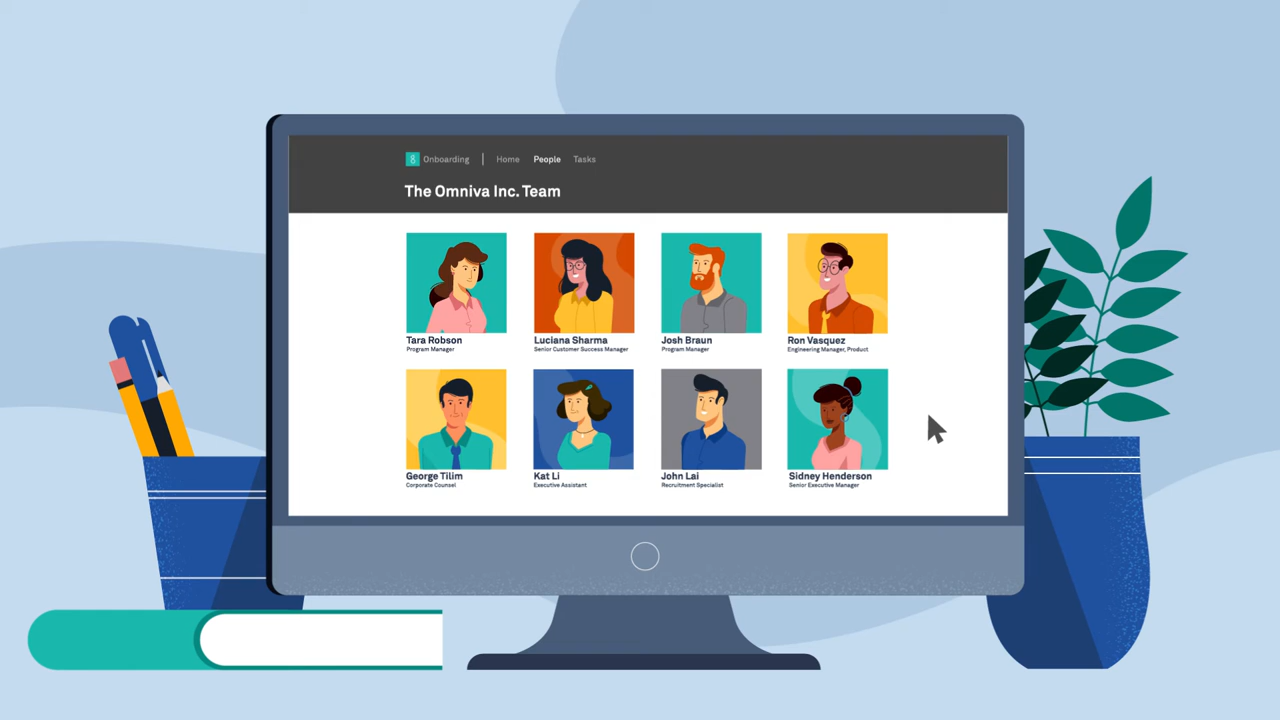 Onboarding | Home People Tasks
The Omniva Inc. Team
Tara Robson
Program Manager
Luciana Sharma
Senior Customer Success Manager
Josh Braun
Program Manager
Ron Vasquez
Engineering Manager, Product
George Tilim
Corporate Counsel
Kat Li
Executive Assistant
John Lai
Recruitment Specialist
Sidney Henderson
Senior Executive Manager